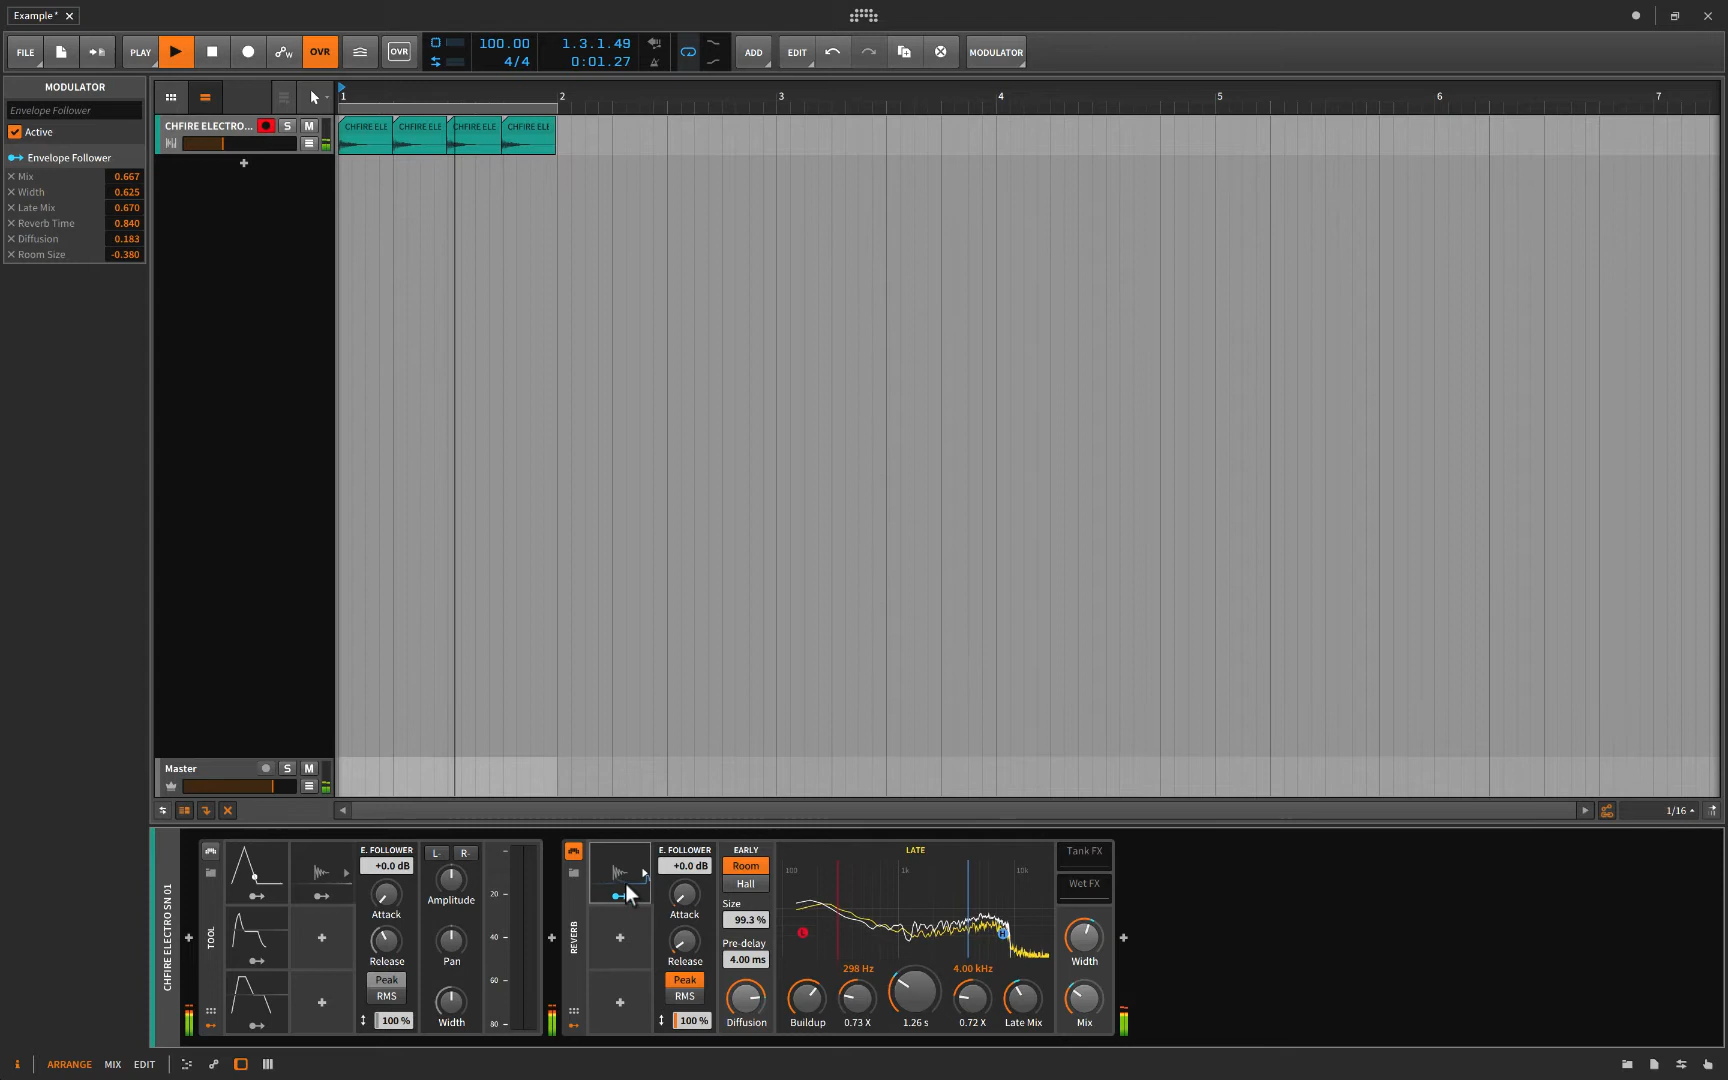 Example*
FILE
PLAY
OVR
OVR
100.00
4/4
1.3.1.49
0:01.27
ADD
EDIT
MODULATOR
MODULATOR
Envelope Follower
Active
Envelope Follower
Mix 0.667
Width 0.625
Late Mix 0.670
Reverb Time 0.840
Diffusion 0.183
Room Size -0.380
1 2 3 4 5 6 7
CHFIRE ELECTRO... S M
CHFIRE ELE CHFIRE ELE CHFIRE ELE CHFIRE ELE
Master S M
1/16
CHFIRE ELECTRO SN 01
TOOL
E. FOLLOWER
+0.0 dB
Attack
Release
Peak
RMS
100 %
L- R-
Amplitude
Pan
Width
20
40
60
80
REVERB
E. FOLLOWER
+0.0 dB
Attack
Release
Peak
RMS
100 %
EARLY
Room
Hall
Size
99.3 %
Pre-delay
4.00 ms
Diffusion
LATE
100 1k 10k
L H
298 Hz 4.00 kHz
Buildup 0.73 X 1.26 s 0.72 X Late Mix
Tank FX
Wet FX
Width
Mix
i ARRANGE MIX EDIT